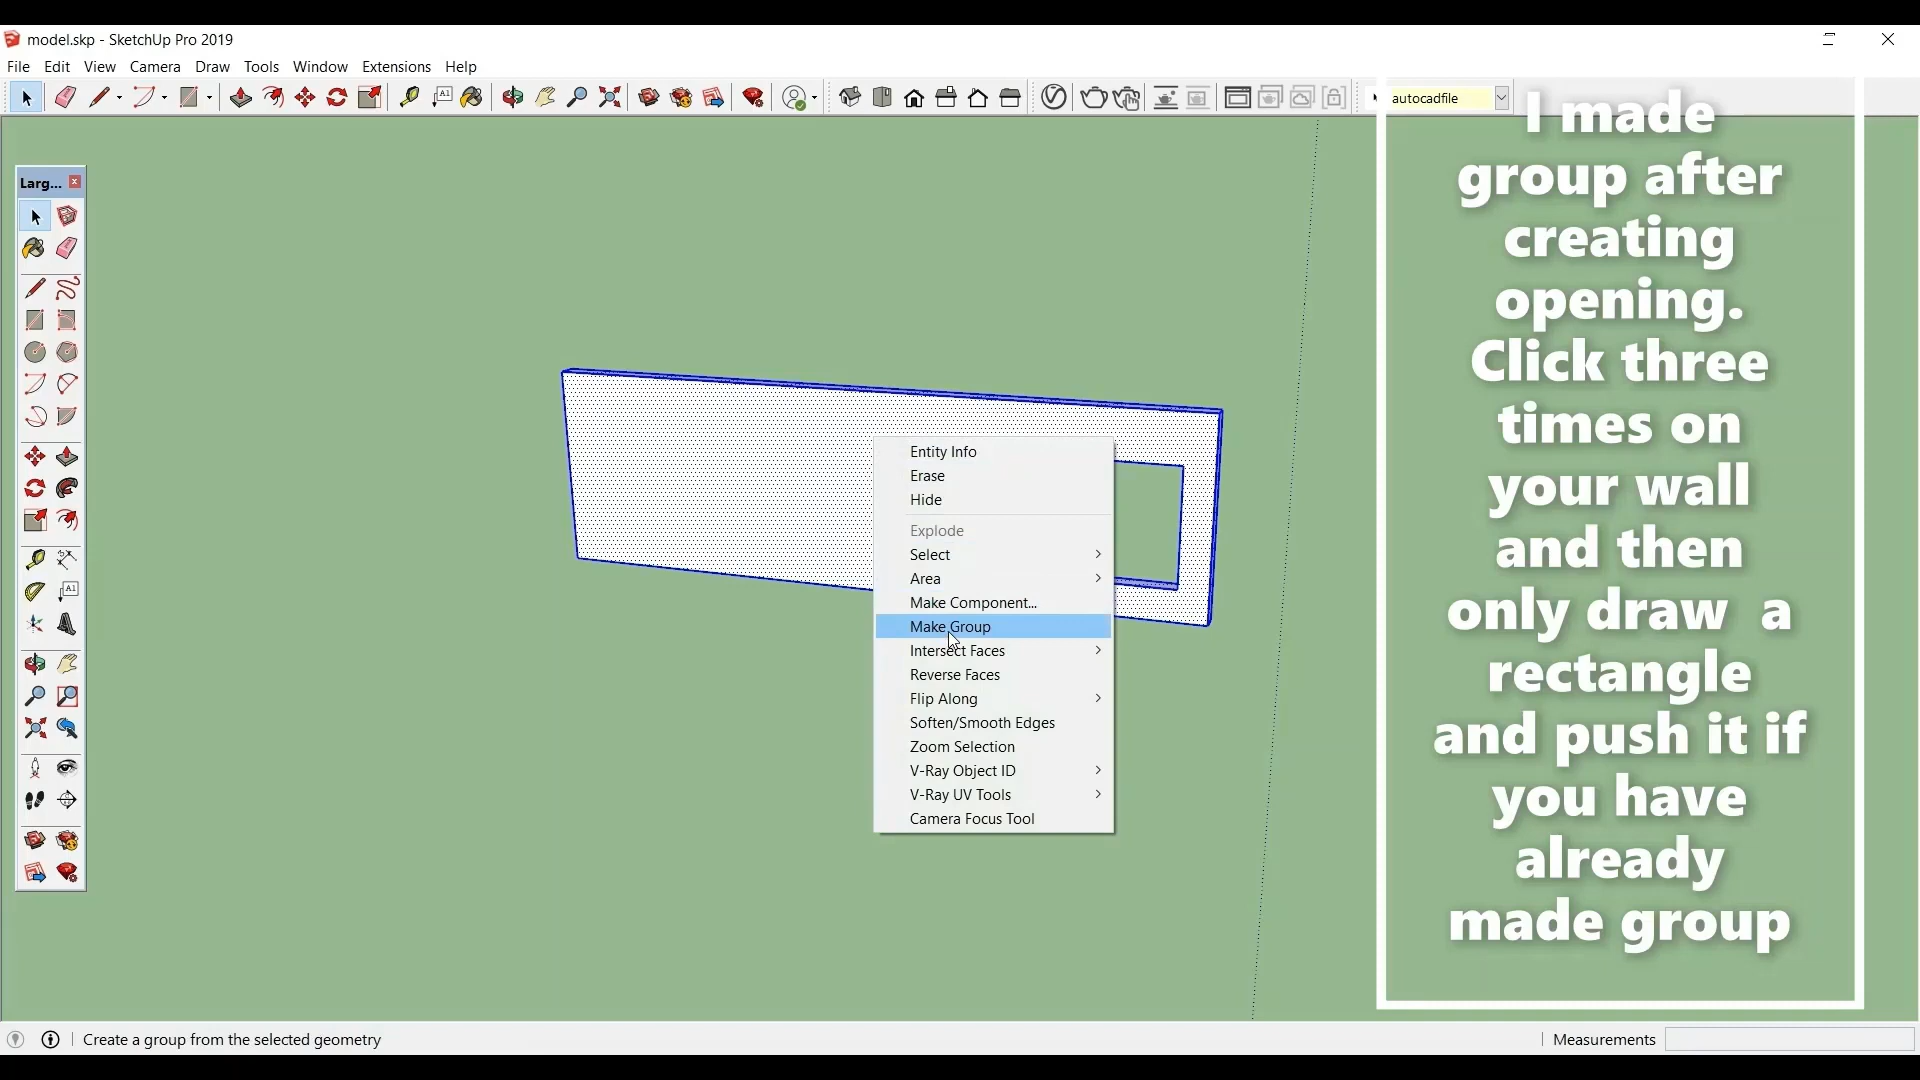 model.skp - SketchUp Pro 2019
File Edit View Camera Draw Tools Window Extensions Help
A1
autocadfile
Larg...
A1
Entity Info
Erase
Hide
Explode
Select
Area
Make Component...
Make Group
Intersect Faces
Reverse Faces
Flip Along
Soften/Smooth Edges
Zoom Selection
V-Ray Object ID
V-Ray UV Tools
Camera Focus Tool
I made
group after
creating
opening.
Click three
times on
your wall
and then
only draw a
rectangle
and push it if
you have
already
made group
Create a group from the selected geometry
Measurements